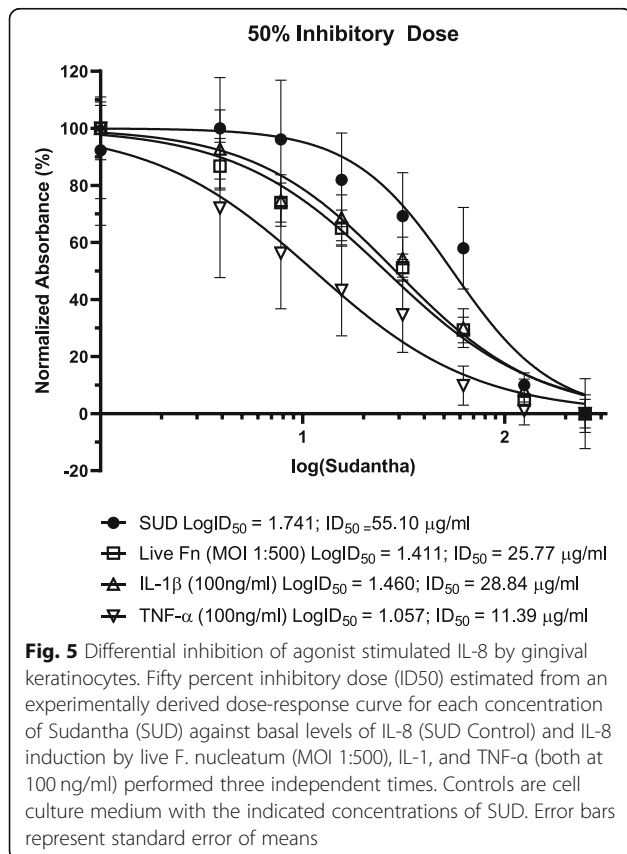 50% Inhibitory Dose
120
100
80
60
40
20
0
-20
Normalized Absorbance (%)
1
2
log(Sudantha)
SUD LogID50 = 1.741; ID50 =55.10 μg/ml
Live Fn (MOI 1:500) LogID50 = 1.411; ID50 = 25.77 μg/ml
IL-1β (100ng/ml) LogID50 = 1.460; ID50 = 28.84 μg/ml
TNF-α (100ng/ml) LogID50 = 1.057; ID50 = 11.39 μg/ml
Fig. 5 Differential inhibition of agonist stimulated IL-8 by gingival
keratinocytes. Fifty percent inhibitory dose (ID50) estimated from an
experimentally derived dose-response curve for each concentration
of Sudantha (SUD) against basal levels of IL-8 (SUD Control) and IL-8
induction by live F. nucleatum (MOI 1:500), IL-1, and TNF-α (both at
100 ng/ml) performed three independent times. Controls are cell
culture medium with the indicated concentrations of SUD. Error bars
represent standard error of means